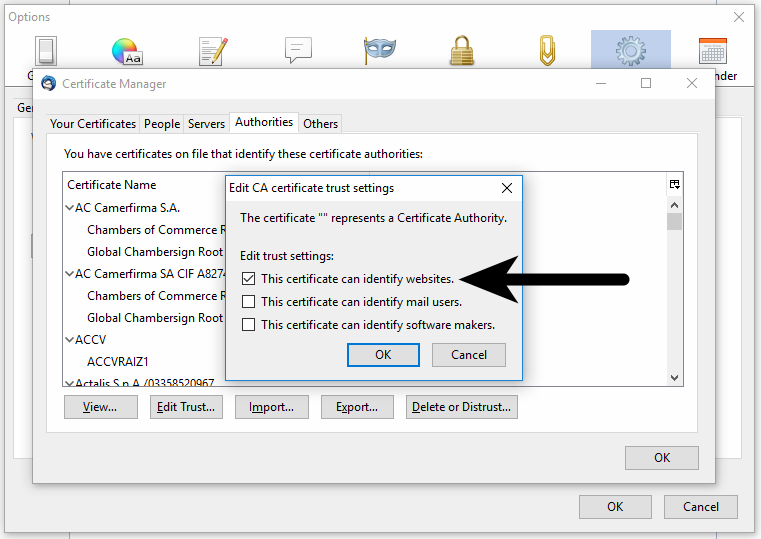 Options
Aa
G
nder
Certificate Manager
Ger
Your Certificates People Servers Authorities Others
You have certificates on file that identify these certificate authorities:
Certificate Name
AC Camerfirma S.A.
Chambers of Commerce R
Global Chambersign Root
AC Camerfirma SA CIF A8274
Chambers of Commerce R
Global Chambersign Root
ACCV
ACCVRAIZ1
Actalis S.p.A./03358520967
Edit CA certificate trust settings
The certificate "" represents a Certificate Authority.
Edit trust settings:
This certificate can identify websites.
This certificate can identify mail users.
This certificate can identify software makers.
OK Cancel
View... Edit Trust... Import... Export... Delete or Distrust...
OK
OK Cancel